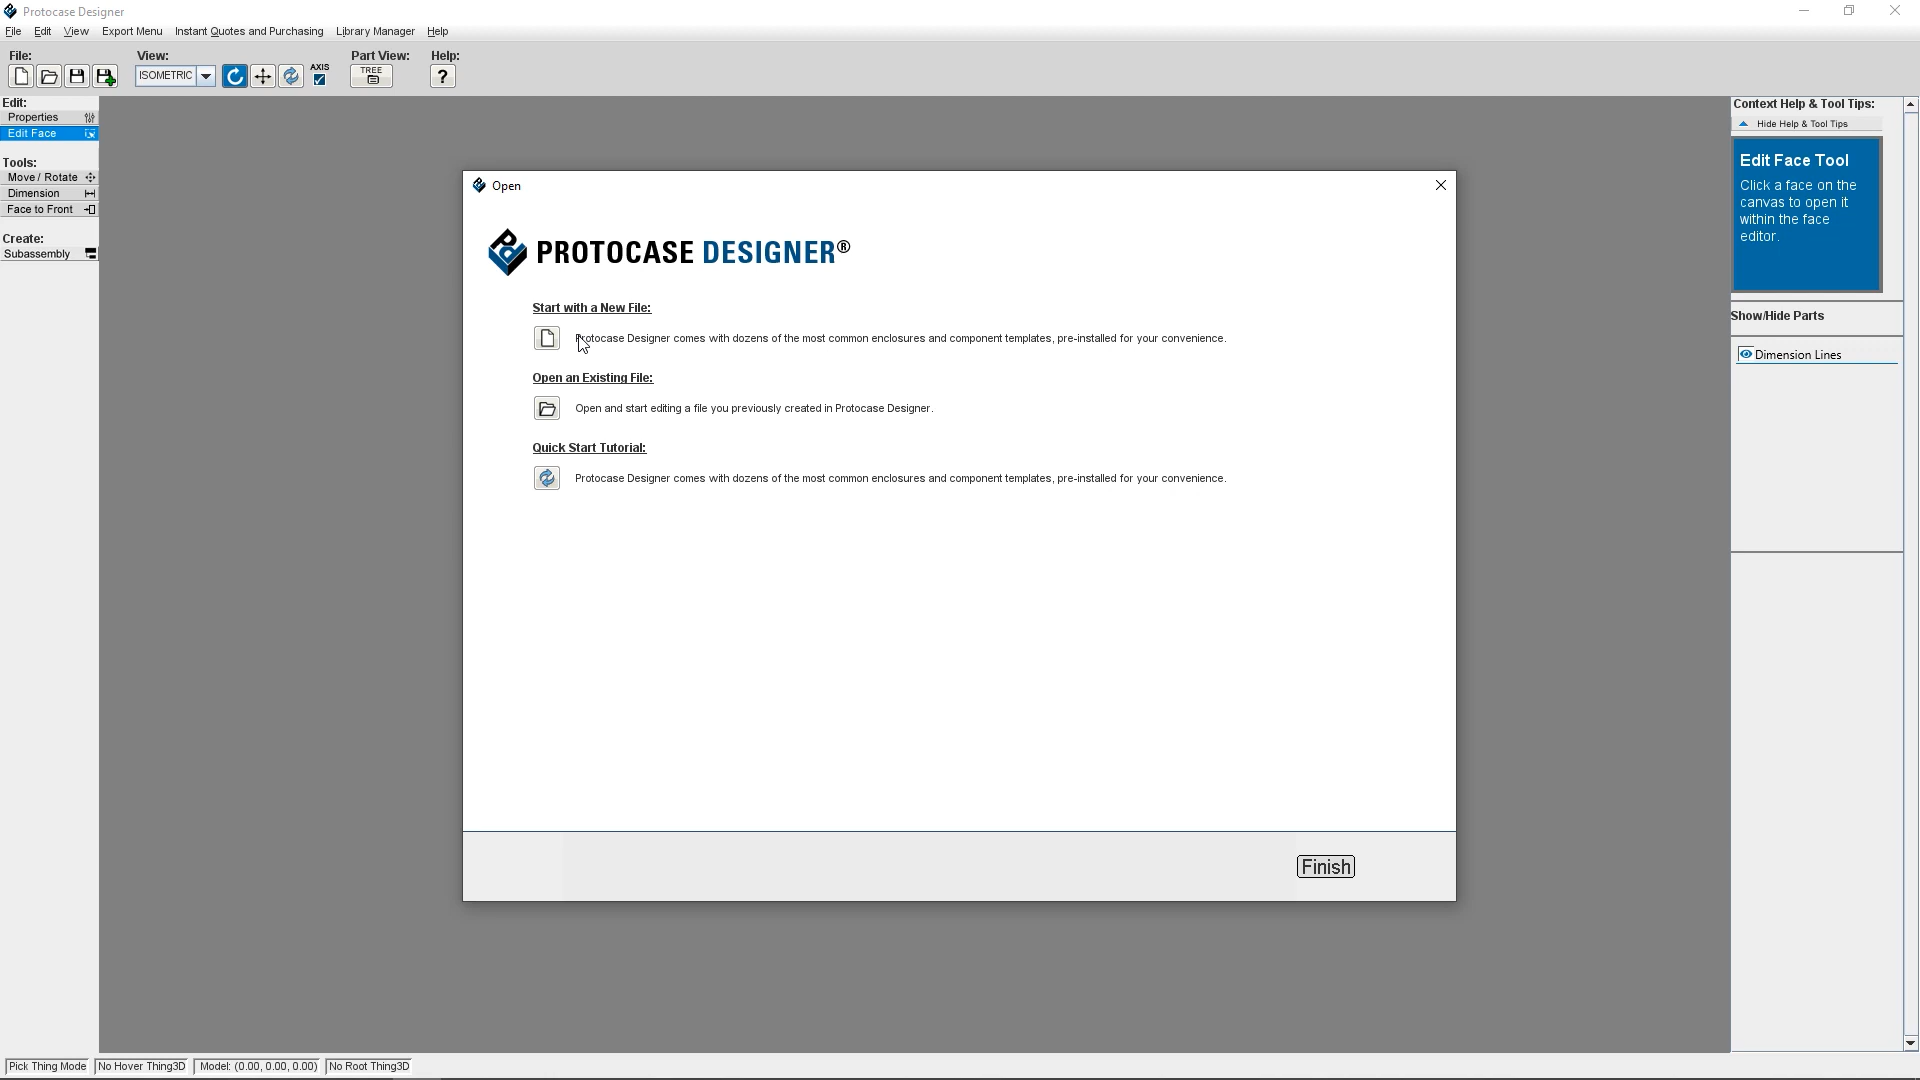 Protocase Designer
File Edit View Export Menu Instant Quotes and Purchasing Library Manager Help
File: View: Part View: Help:
ISOMETRIC AXIS TREE ?
Edit:
Properties
Edit Face
Tools:
Move / Rotate
Dimension
Face to Front
Create:
Subassembly
Open
PROTOCASE DESIGNER®
Start with a New File:
Protocase Designer comes with dozens of the most common enclosures and component templates, pre-installed for your convenience.
Open an Existing File:
Open and start editing a file you previously created in Protocase Designer.
Quick Start Tutorial:
Protocase Designer comes with dozens of the most common enclosures and component templates, pre-installed for your convenience.
Finish
Context Help & Tool Tips:
Hide Help & Tool Tips
Edit Face Tool
Click a face on the
canvas to open it
within the face
editor.
Show/Hide Parts
Dimension Lines
Pick Thing Mode No Hover Thing3D Model: (0.00, 0.00, 0.00) No Root Thing3D